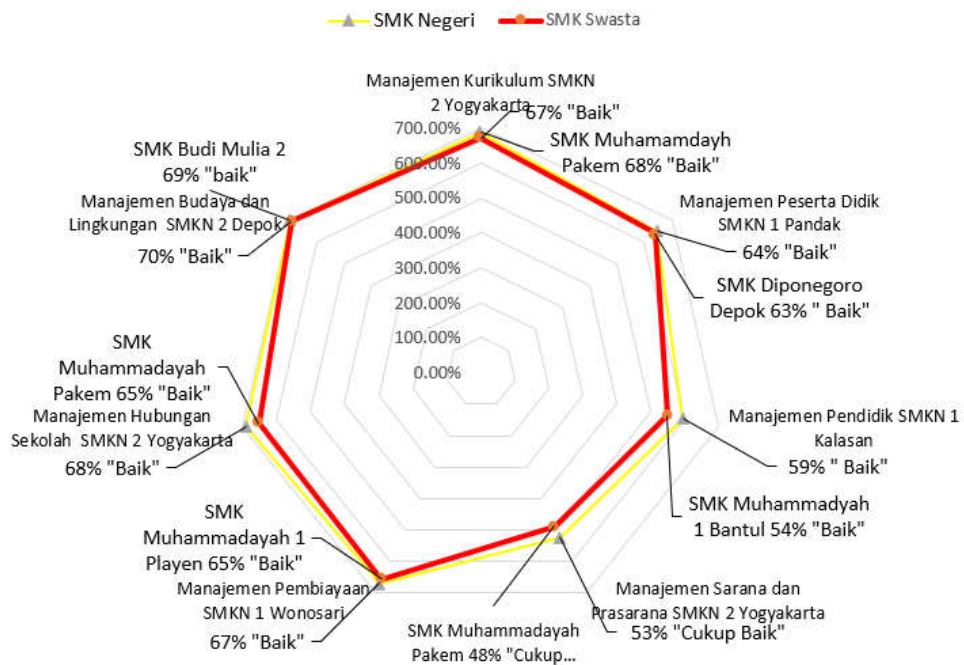 SMK Negeri
SMK Swasta
Manajemen Kurikulum SMKN
2 Yogyakarta
67% "Baik"
SMK Muhamamdayh
Pakem 68% "Baik"
Manajemen Peserta Didik
SMKN 1 Pandak
64% "Baik"
SMK Diponegoro
Depok 63% " Baik"
Manajemen Pendidik SMKN 1
Kalasan
59% " Baik"
SMK Muhammadyah
1 Bantul 54% "Baik"
Manajemen Sarana dan
Prasarana SMKN 2 Yogyakarta
53% "Cukup Baik"
SMK Muhammadayah
Pakem 48% "Cukup...
SMK
Muhammadayah 1
Playen 65% "Baik"
Manajemen Pembiayaan
SMKN 1 Wonosari
67% "Baik"
SMK
Muhammadayah
Pakem 65% "Baik"
Manajemen Hubungan
Sekolah SMKN 2 Yogyakarta
68% "Baik"
SMK Budi Mulia 2
69% "baik"
Manajemen Budaya dan
Lingkungan SMKN 2 Depok
70% "Baik"
700.00%
600.00%
500.00%
400.00%
300.00%
200.00%
100.00%
0.00%